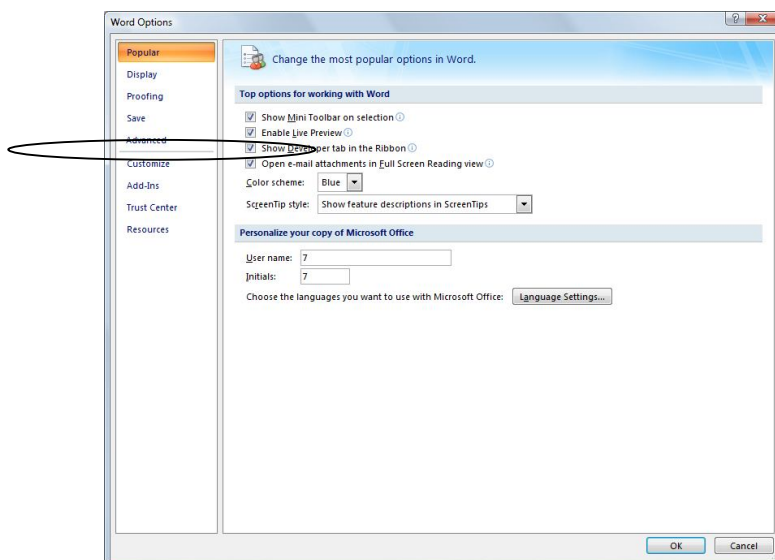 Word Options
Popular
Display
Proofing
Save
Advanced
Customize
Add-Ins
Trust Center
Resources
Change the most popular options in Word.
Top options for working with Word
Show Mini Toolbar on selection
Enable Live Preview
Show Developer tab in the Ribbon
Open e-mail attachments in Full Screen Reading view
Color scheme: Blue
ScreenTip style: Show feature descriptions in ScreenTips
Personalize your copy of Microsoft Office
User name: 7
Initials: 7
Choose the languages you want to use with Microsoft Office: Language Settings...
OK Cancel